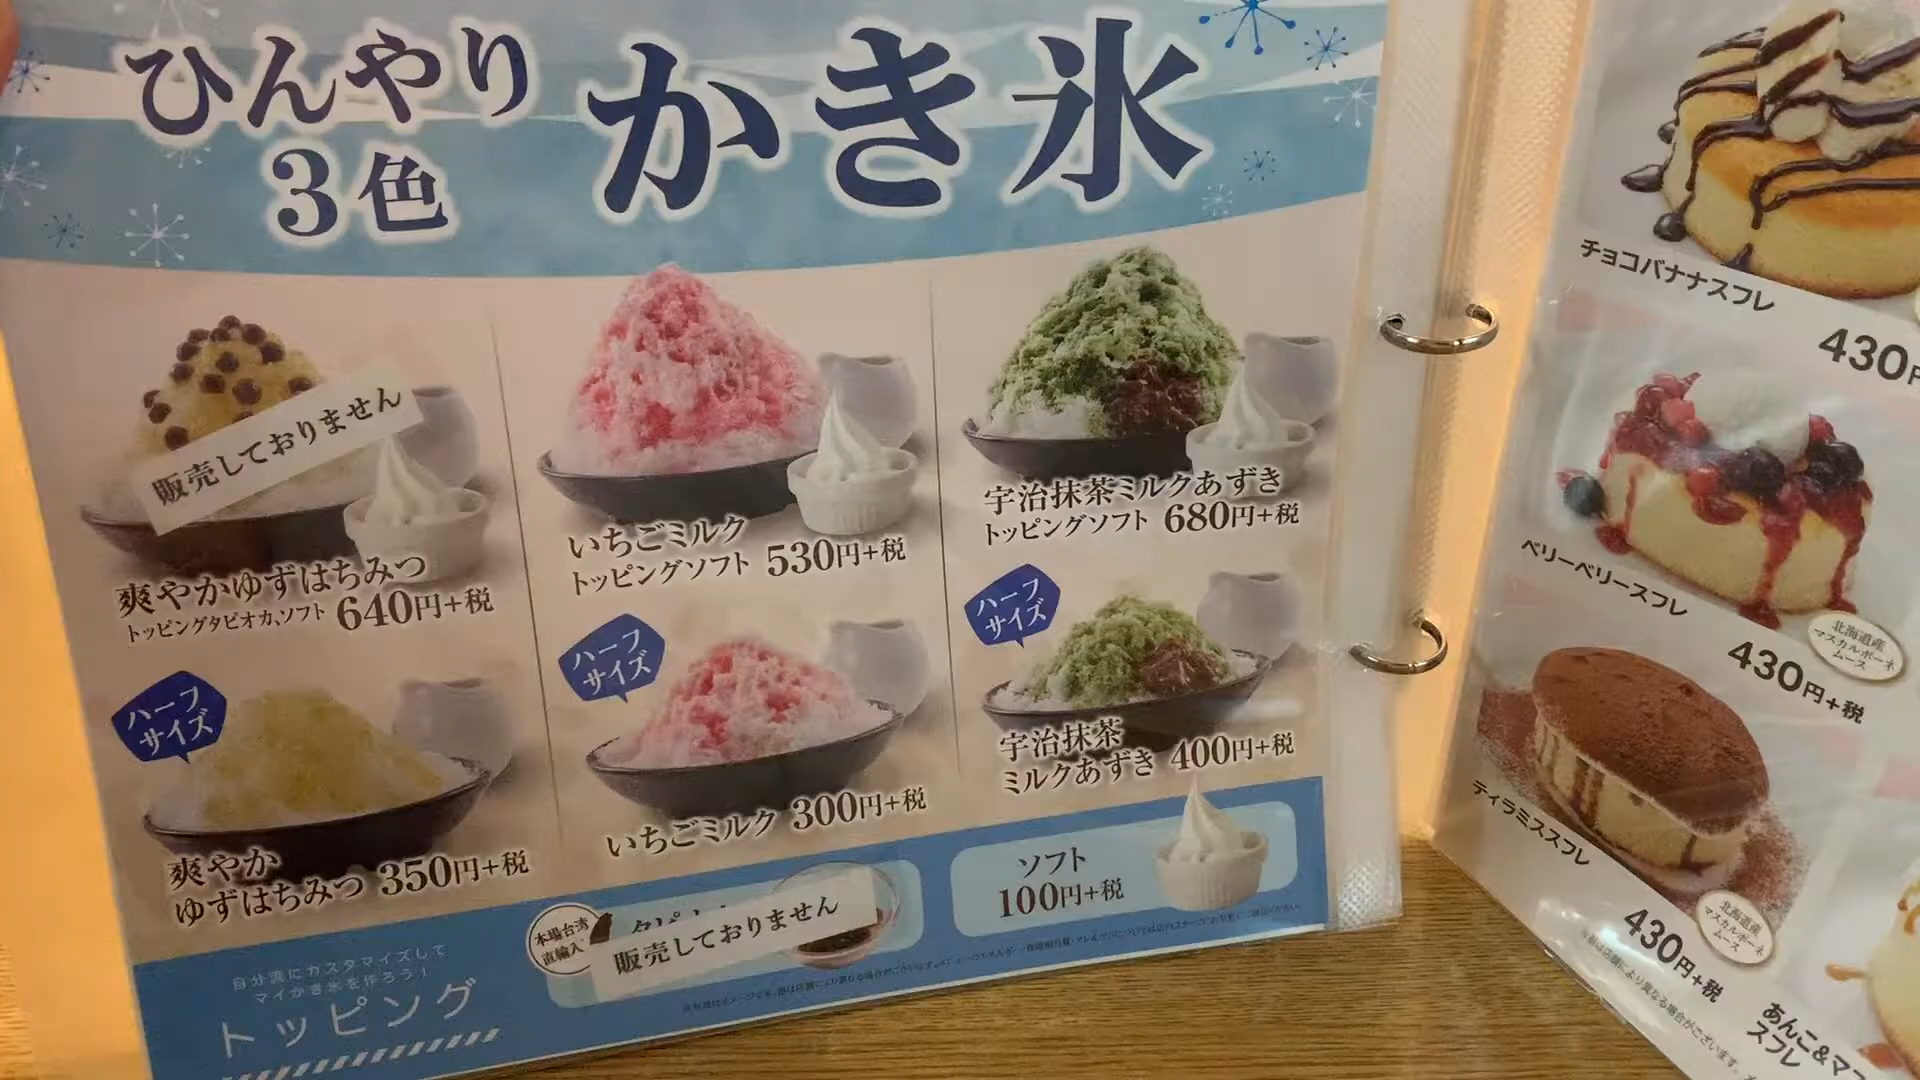 ひんやり
3色
かき氷
販売しておりません
爽やかゆずはちみつ
トッピングタピオカ、ソフト 640円+税
いちごミルク
トッピングソフト 530円+税
宇治抹茶ミルクあずき
トッピングソフト 680円+税
ハーフ
サイズ
爽やか
ゆずはちみつ 350円+税
ハーフ
サイズ
いちごミルク 300円+税
ハーフ
サイズ
宇治抹茶
ミルクあずき 400円+税
自分流にカスタマイズして
マイかき氷を作ろう!
トッピング
本場台湾
直輸入
販売しておりません
ソフト
100円+税
チョコバナナスフレ
430円
ベリーベリースフレ
430円+税
北海道産
マスカルポーネ
ムース
ティラミススフレ
430円+税
北海道産
マスカルポーネ
ムース
あんこ&マ
スフレ